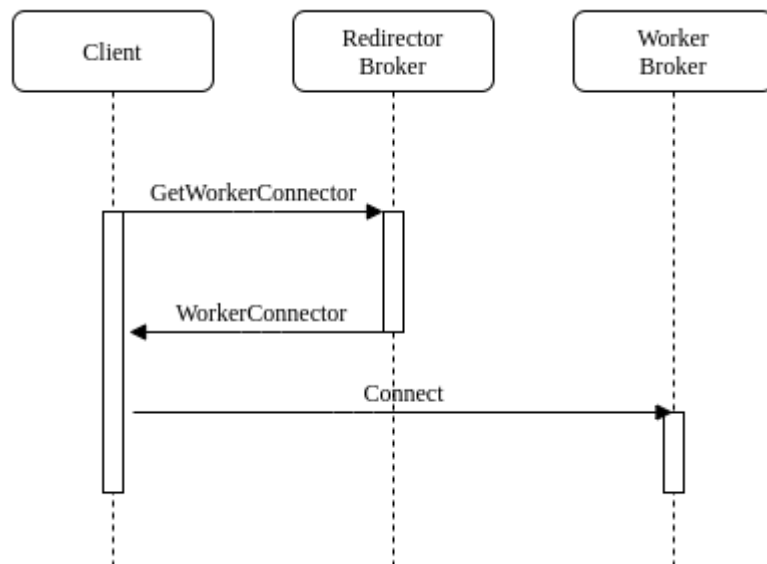 Client
Redirector
Broker
Worker
Broker
GetWorkerConnector
WorkerConnector
Connect